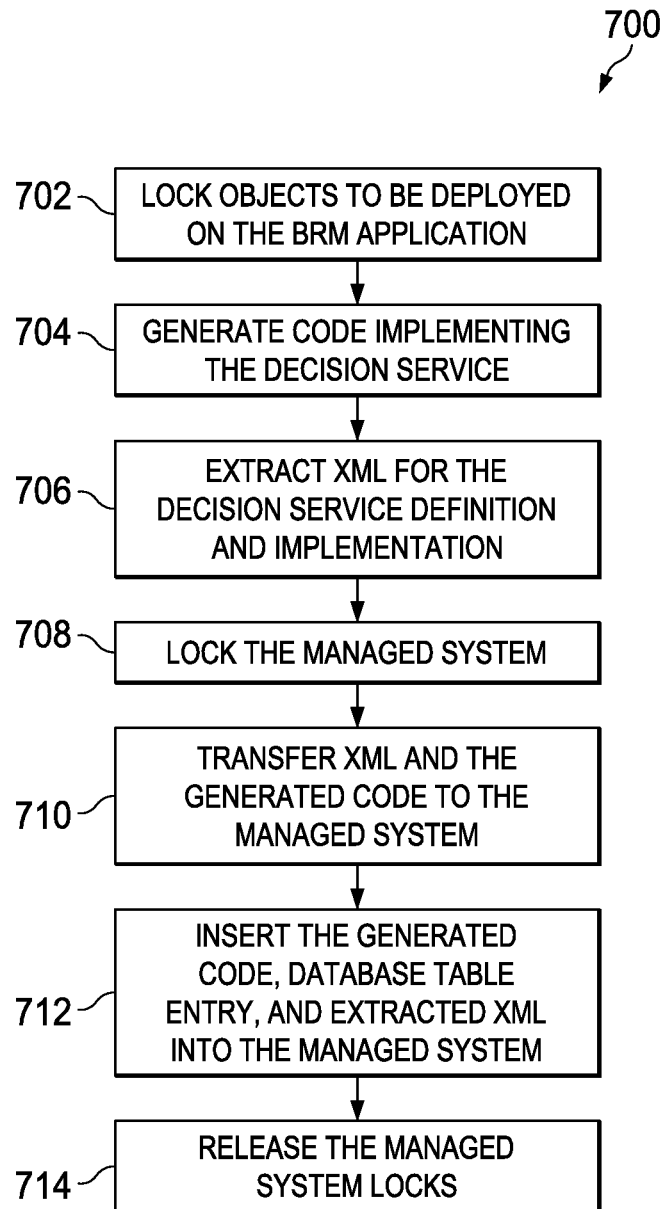 700
702
LOCK OBJECTS TO BE DEPLOYED
ON THE BRM APPLICATION
704
GENERATE CODE IMPLEMENTING
THE DECISION SERVICE
706
EXTRACT XML FOR THE
DECISION SERVICE DEFINITION
AND IMPLEMENTATION
708
LOCK THE MANAGED SYSTEM
710
TRANSFER XML AND THE
GENERATED CODE TO THE
MANAGED SYSTEM
712
INSERT THE GENERATED
CODE, DATABASE TABLE
ENTRY, AND EXTRACTED XML
INTO THE MANAGED SYSTEM
714
RELEASE THE MANAGED
SYSTEM LOCKS